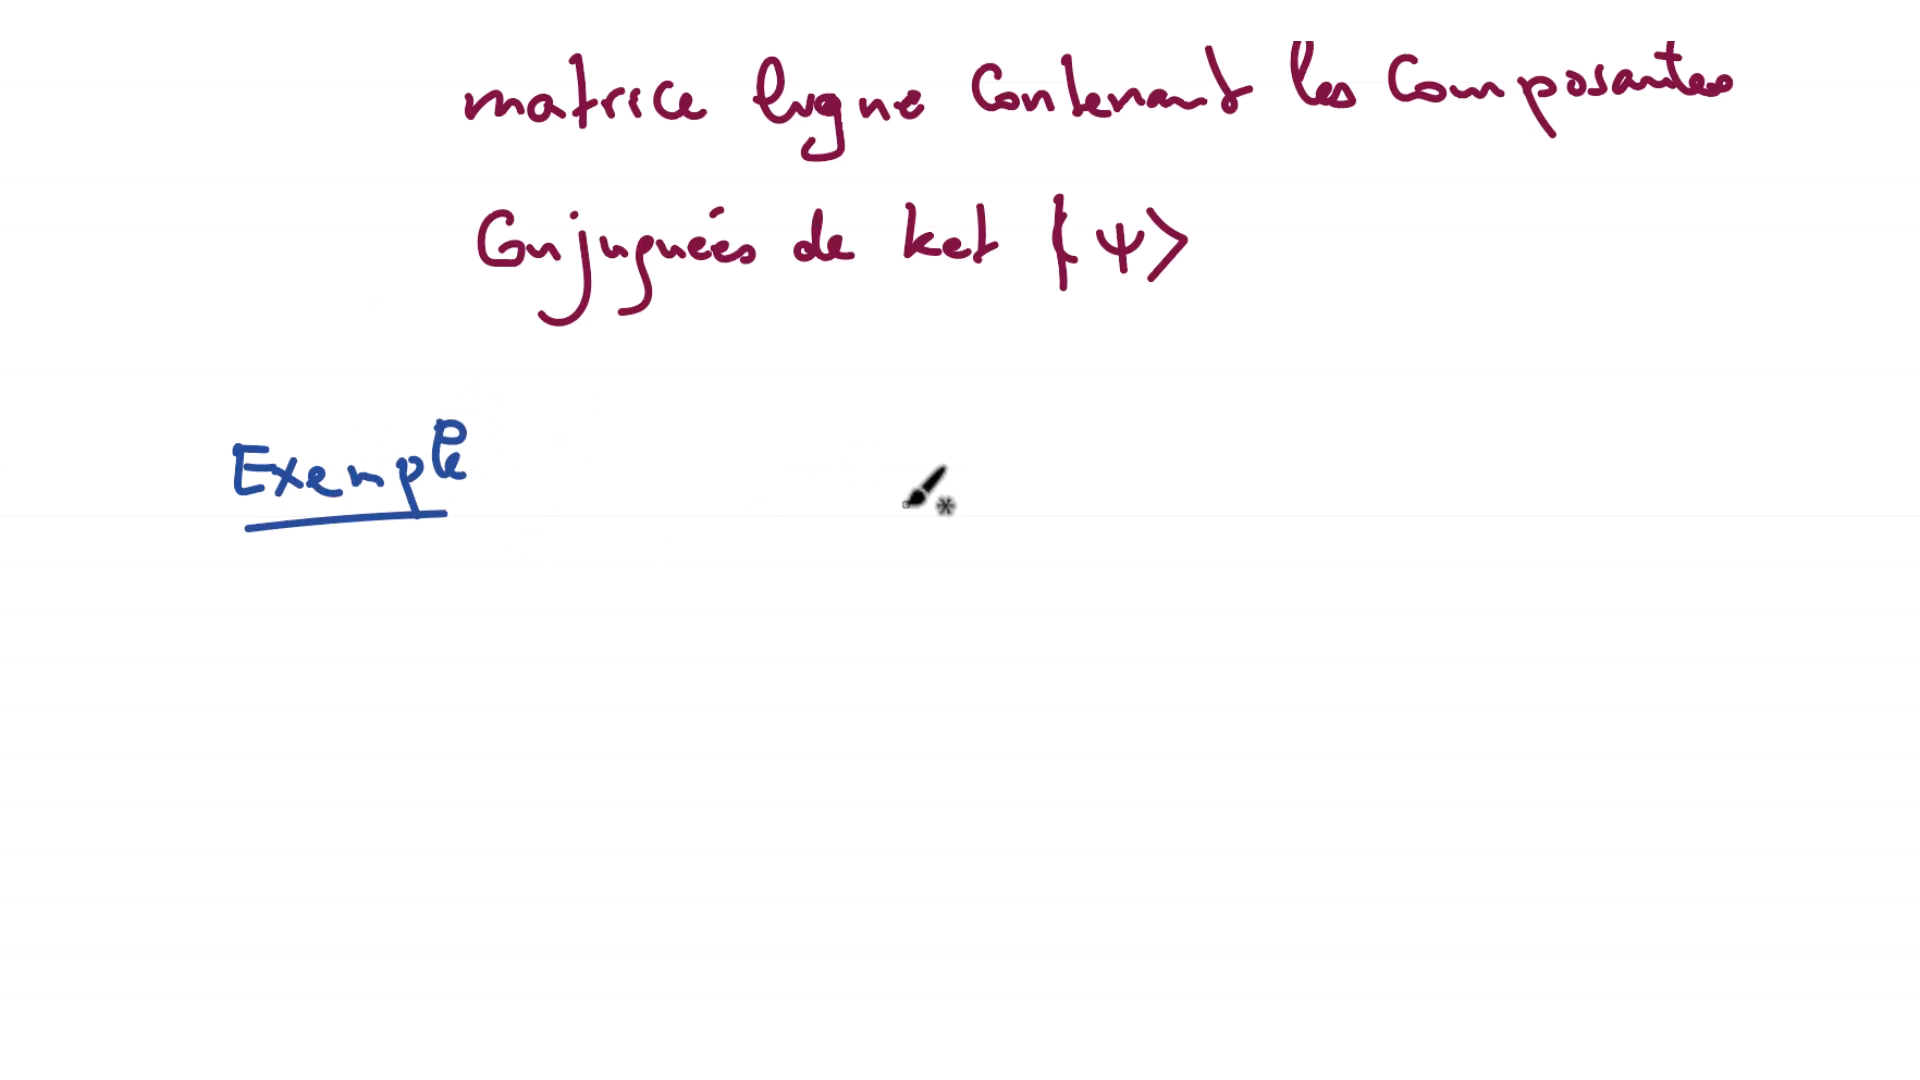 matrice ligne contenant les composantes
Conjuguées de ket |ψ⟩
Exemple